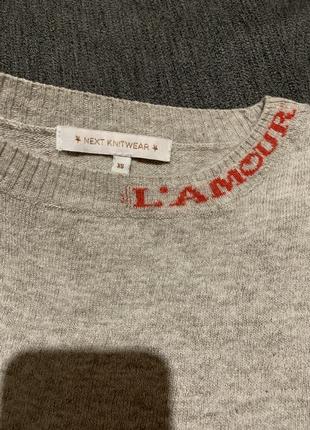 ★ NEXT KNITWEAR ★
XS
L'AMOUR